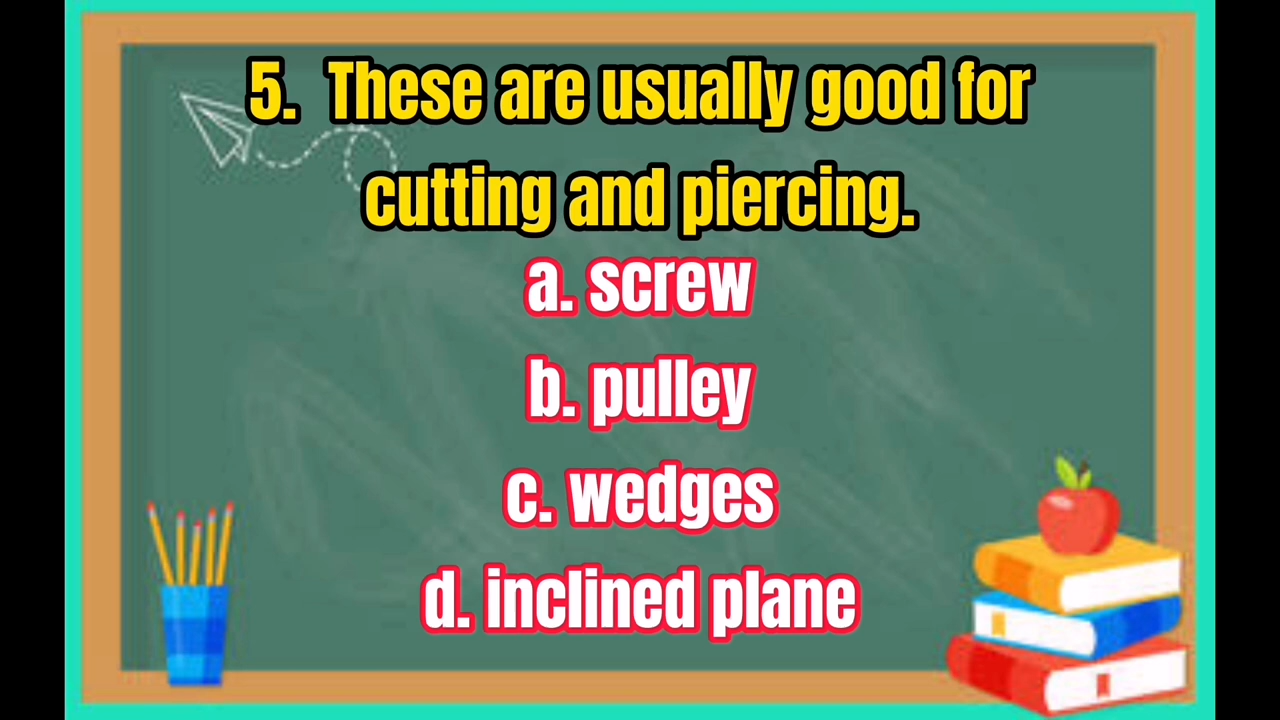 5. These are usually good for
cutting and piercing.
a. screw
b. pulley
c. wedges
d. inclined plane